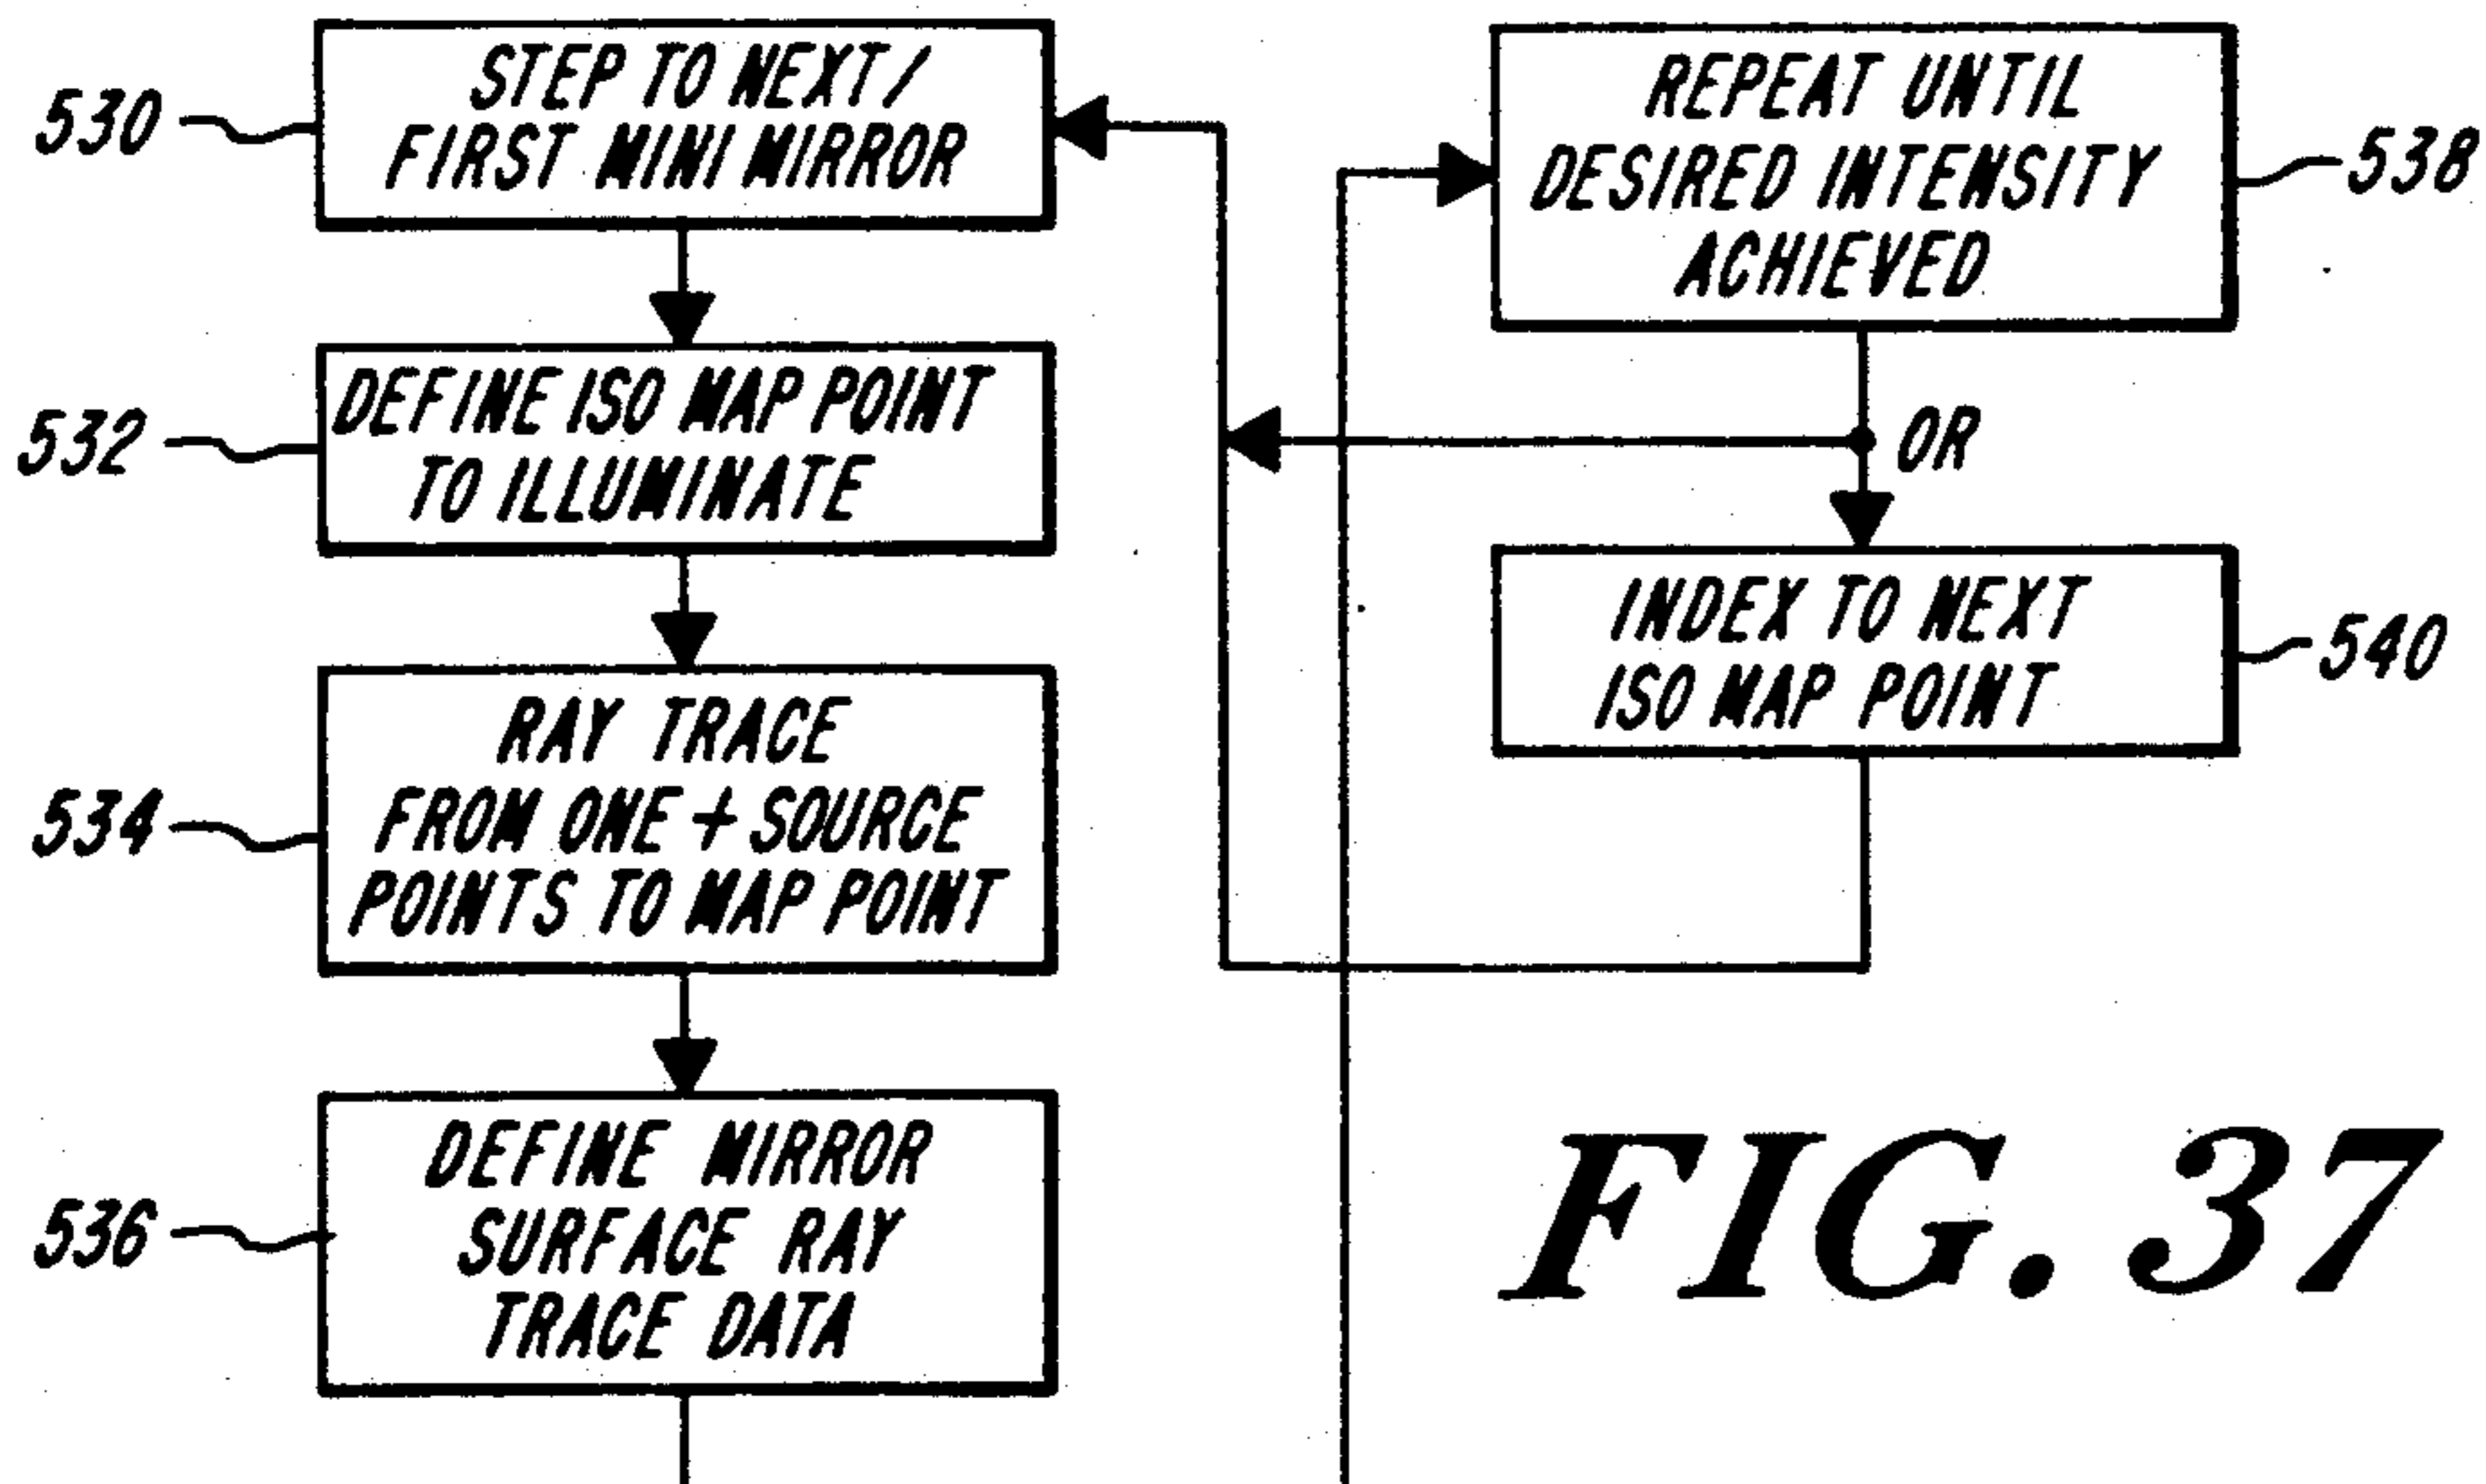 530
STEP TO NEXT/
FIRST MINI MIRROR
532
DEFINE ISO MAP POINT
TO ILLUMINATE
534
RAY TRACE
FROM ONE + SOURCE
POINTS TO MAP POINT
536
DEFINE MIRROR
SURFACE RAY
TRACE DATA
REPEAT UNTIL
DESIRED INTENSITY
ACHIEVED
538
OR
INDEX TO NEXT
ISO MAP POINT
540
FIG. 37